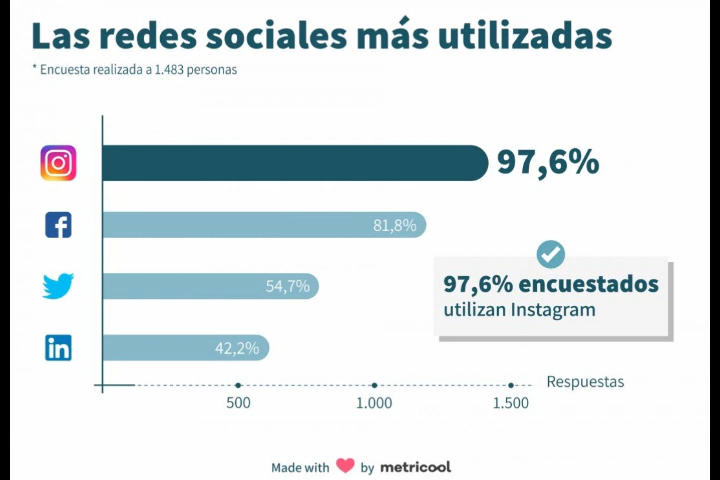 Las redes sociales más utilizadas
* Encuesta realizada a 1.483 personas
97,6%
81,8%
54,7%
42,2%
97,6% encuestados
utilizan Instagram
Respuestas
500 1.000 1.500
Made with by metricool